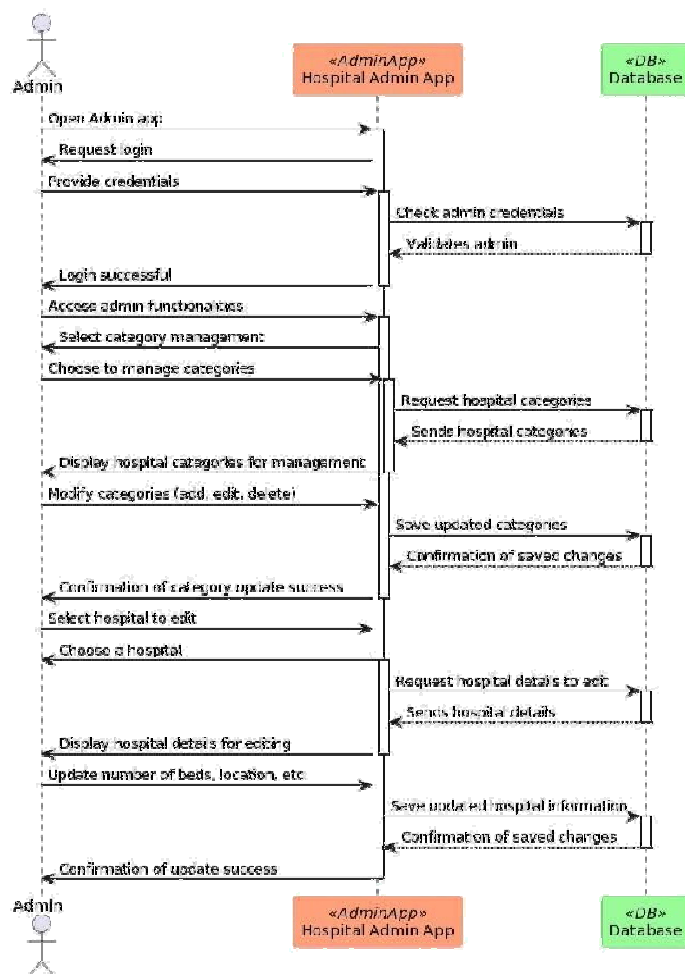 «AdminApp»
Hospital Admin App
«DB»
Database
Admin
Open Admin app
Request login
Provide credentials
Check admin credentials
Validates admin
Login successful
Access admin functionalities
Select category management
Choose to manage categories
Request hospital categories
Sends hospital categories
Display hospital categories for management
Modify categories (add, edit, delete)
Save updated categories
Confirmation of saved changes
Confirmation of category update success
Select hospital to edit
Choose a hospital
Request hospital details to edit
Sends hospital details
Display hospital details for editing
Update number of beds, location, etc
Save updated hospital information
Confirmation of saved changes
Confirmation of update success
Admin
«AdminApp»
Hospital Admin App
«DB»
Database